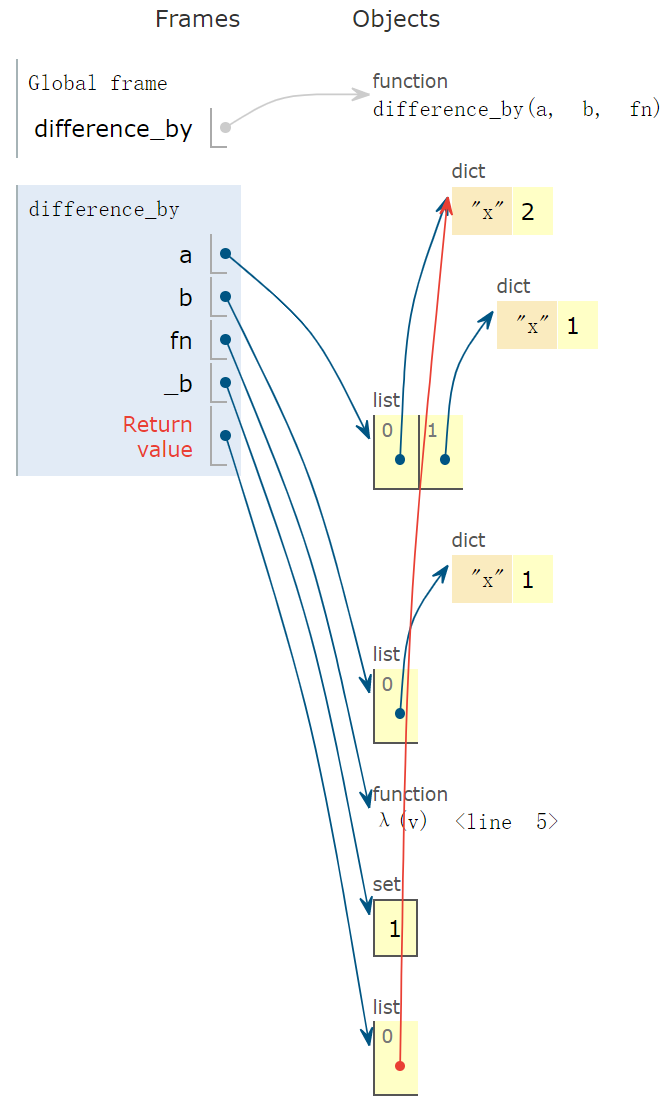 Frames Objects
Global frame
difference_by
function
difference_by(a, b, fn)
difference_by
a
b
fn
_b
Return
value
dict
"x" 2
dict
"x" 1
list
0 1
dict
"x" 1
list
0
function
λ(v) <line 5>
set
1
list
0